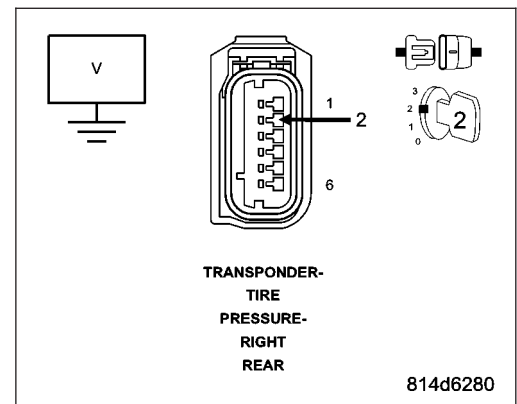 V
1
2
6
3
2
1
0
2
TRANSPONDER-
TIRE
PRESSURE-
RIGHT
REAR
814d6280